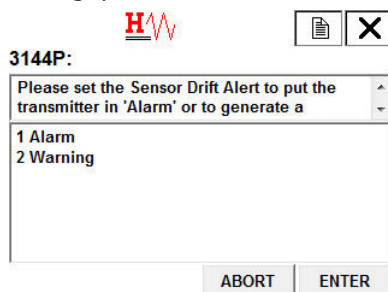 H
3144P:
Please set the Sensor Drift Alert to put the
transmitter in 'Alarm' or to generate a
1 Alarm
2 Warning
ABORT ENTER